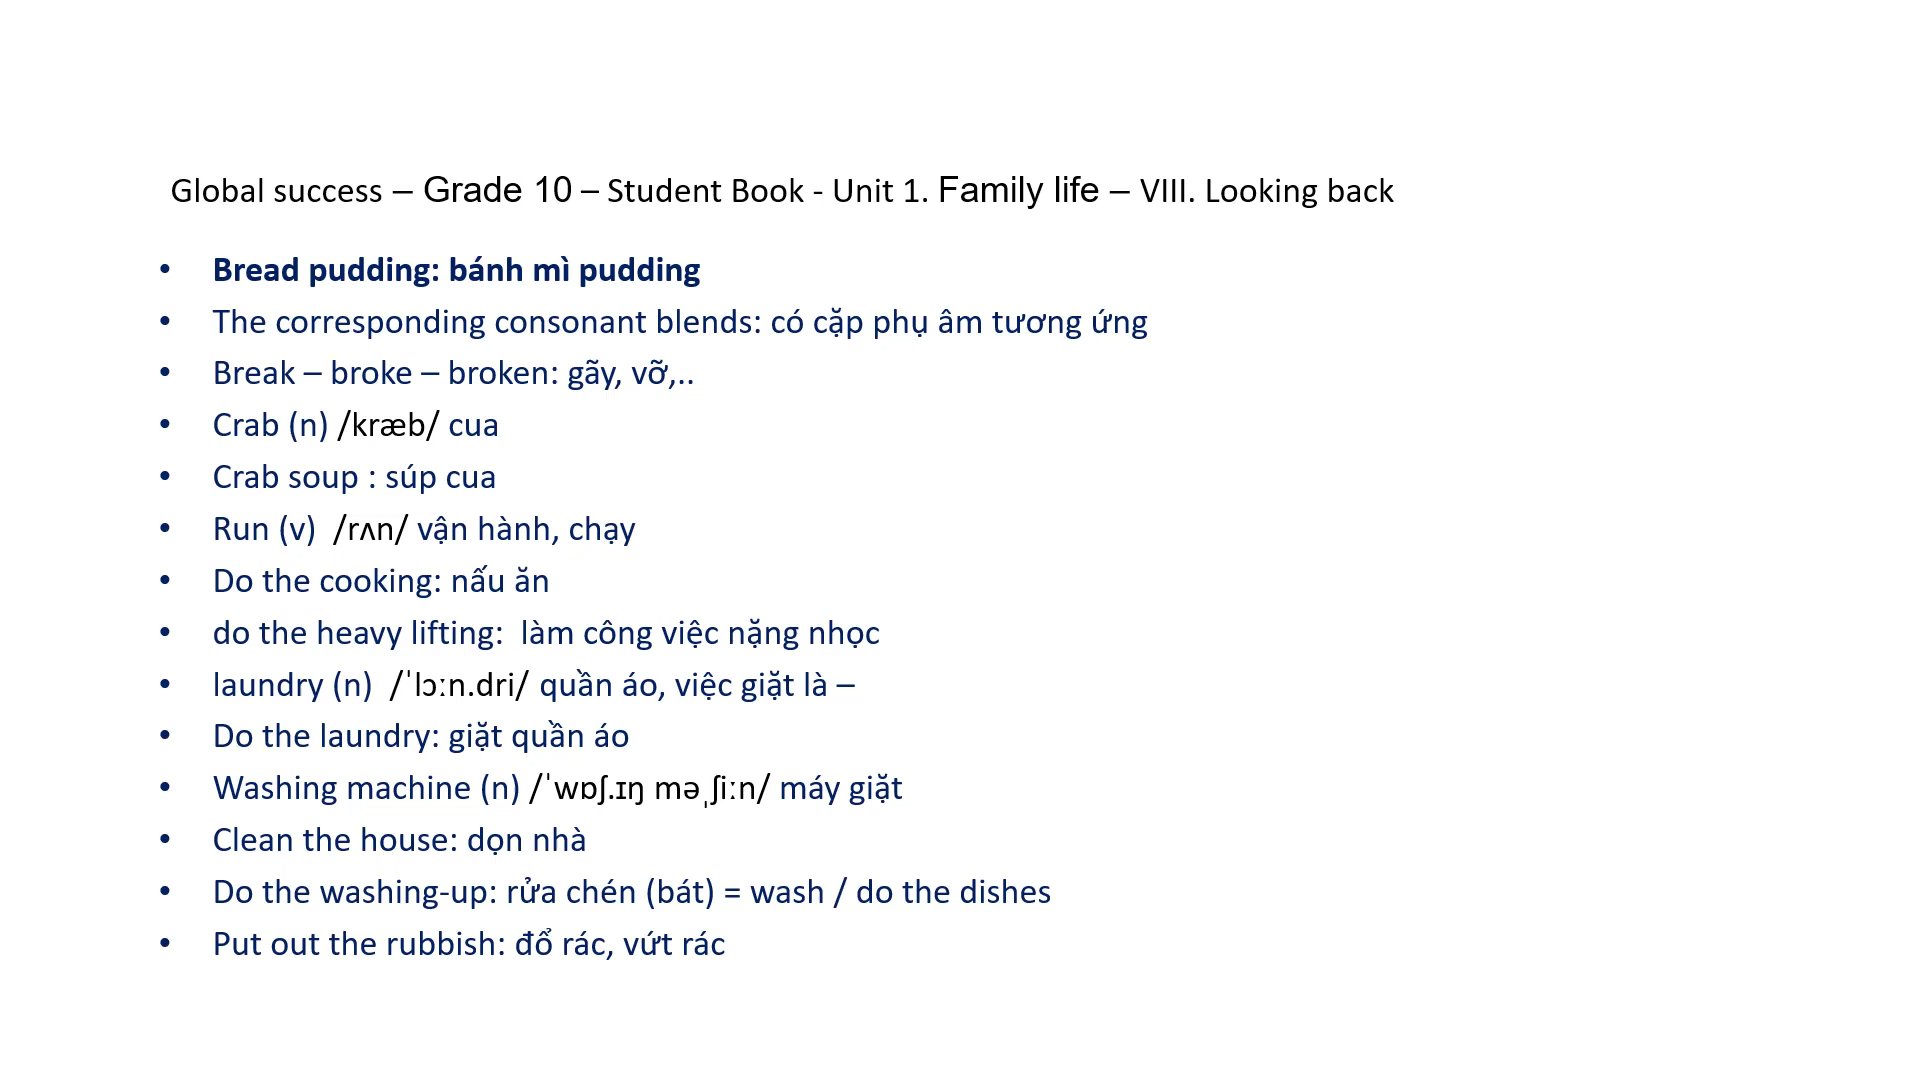 Global success – Grade 10 – Student Book - Unit 1. Family life – VIII. Looking back
• Bread pudding: bánh mì pudding
• The corresponding consonant blends: có cặp phụ âm tương ứng
• Break – broke – broken: gãy, vỡ,..
• Crab (n) /kræb/ cua
• Crab soup : súp cua
• Run (v)  /rʌn/ vận hành, chạy
• Do the cooking: nấu ăn
• do the heavy lifting:  làm công việc nặng nhọc
• laundry (n)  /ˈlɔːn.dri/ quần áo, việc giặt là –
• Do the laundry: giặt quần áo
• Washing machine (n) /ˈwɒʃ.ɪŋ məˌʃiːn/ máy giặt
• Clean the house: dọn nhà
• Do the washing-up: rửa chén (bát) = wash / do the dishes
• Put out the rubbish: đổ rác, vứt rác